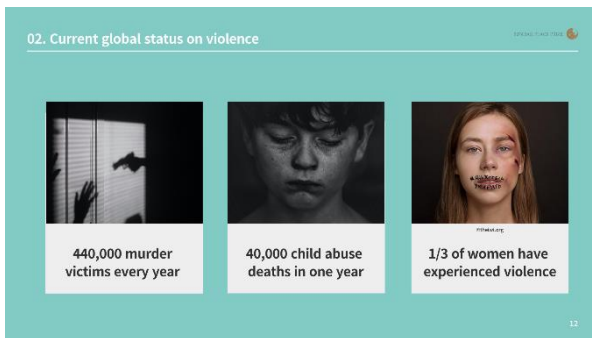 02. Current global status on violence
440,000 murder
victims every year
40,000 child abuse
deaths in one year
1/3 of women have
experienced violence
12